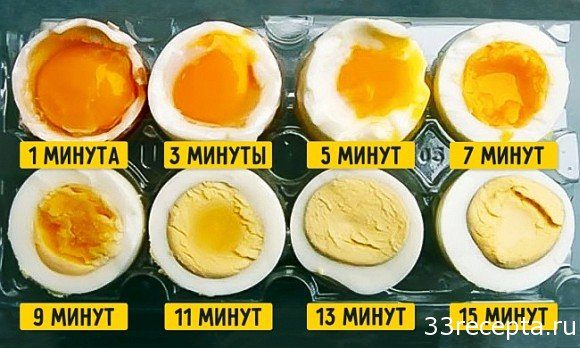 1 МИНУТА
3 МИНУТЫ
5 МИНУТ
7 МИНУТ
9 МИНУТ
11 МИНУТ
13 МИНУТ
15 МИНУТ
33recepta.ru